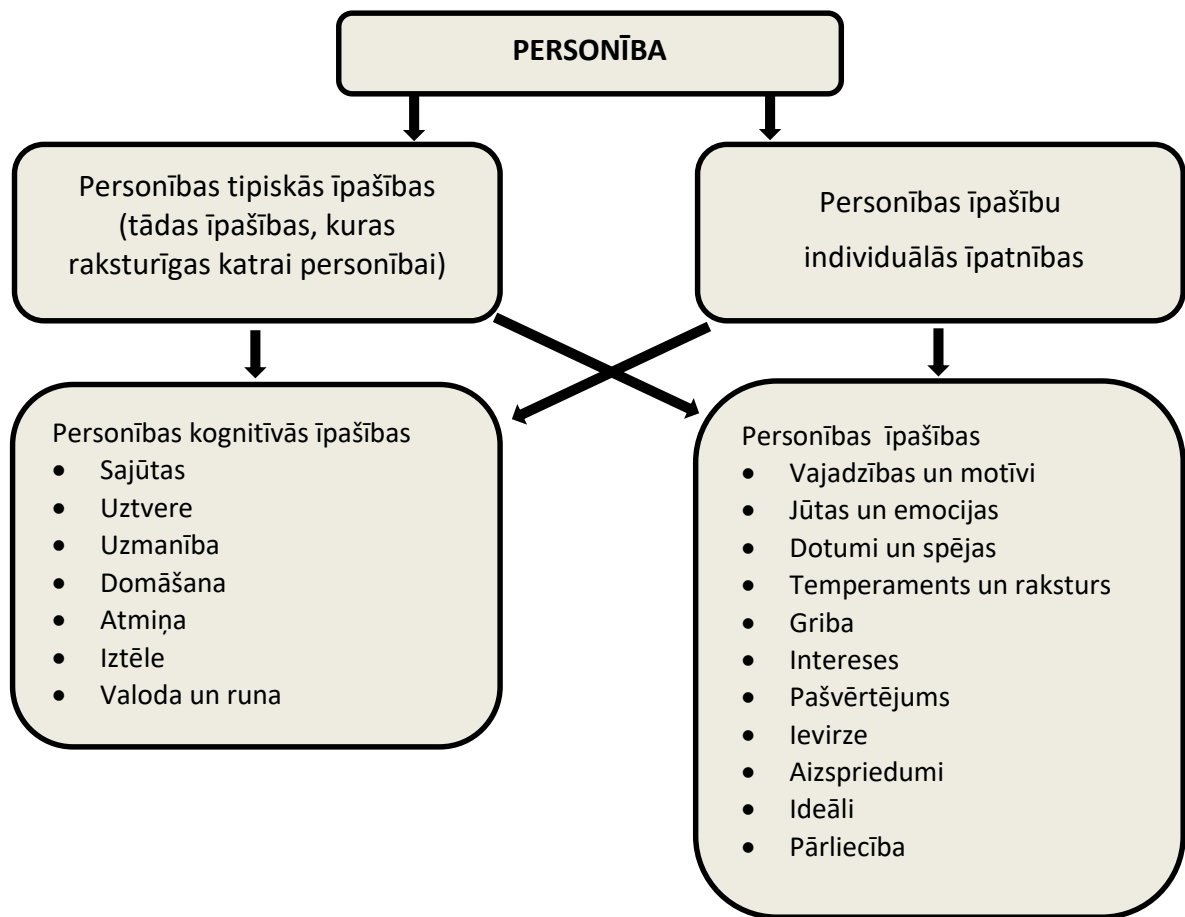 PERSONĪBA
Personības tipiskās īpašības
(tādas īpašības, kuras
raksturīgas katrai personībai)
Personības īpašību
individuālās īpatnības
Personības kognitīvās īpašības
• Sajūtas
• Uztvere
• Uzmanība
• Domāšana
• Atmiņa
• Iztēle
• Valoda un runa
Personības īpašības
• Vajadzības un motīvi
• Jūtas un emocijas
• Dotumi un spējas
• Temperaments un raksturs
• Griba
• Intereses
• Pašvērtējums
• Ievirze
• Aizspriedumi
• Ideāli
• Pārliecība